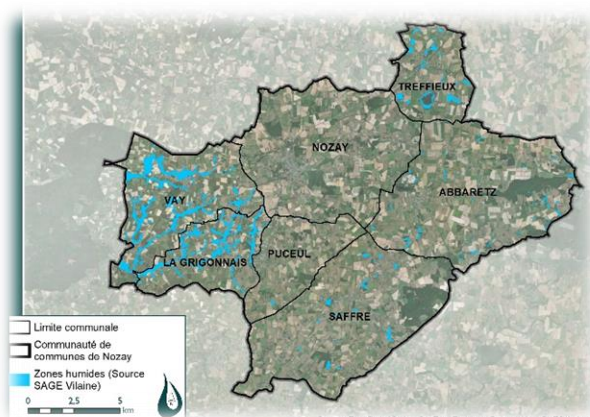 TREFFIEUX
NOZAY
ABBARETZ
VAY
LA GRIGONNAIS
PUCEUL
SAFFRE
Limite communale
Communauté de
communes de Nozay
Zones humides (Source
SAGE Vilaine)
0 2,5 5
km